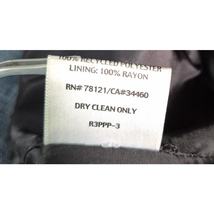 100% RECYCLED POLYESTER
LINING: 100% RAYON
RN# 78121/CA#34460
DRY CLEAN ONLY
R3PPP-3